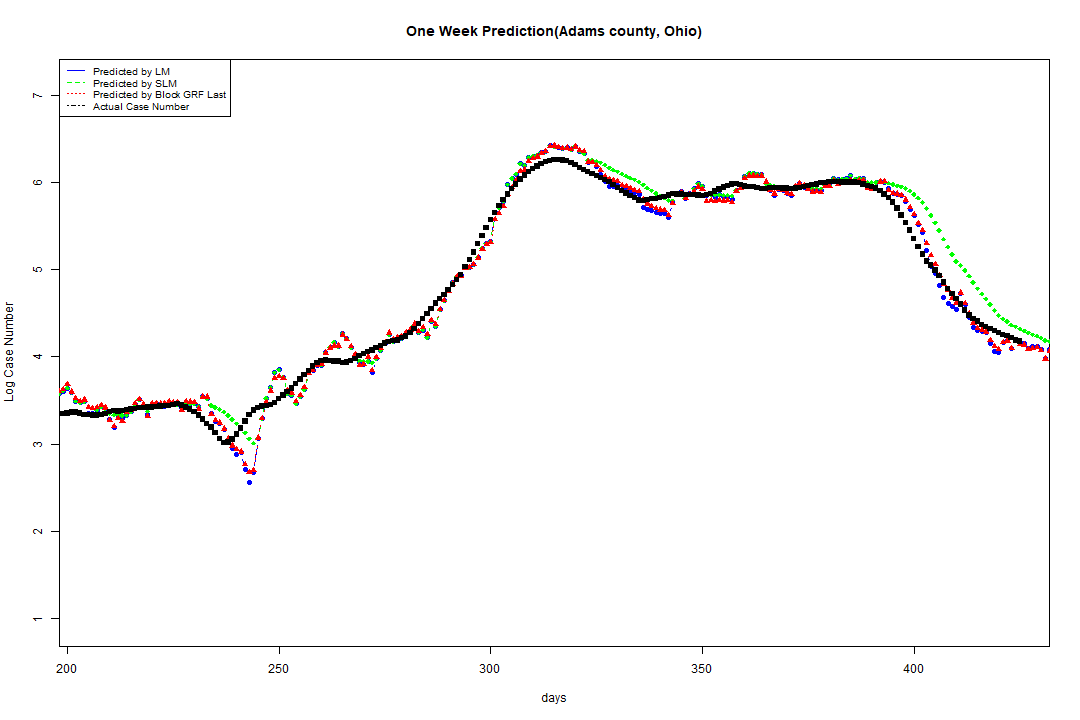 One Week Prediction(Adams county, Ohio)
Predicted by LM
Predicted by SLM
Predicted by Block GRF Last
Actual Case Number
7
6
5
4
3
2
1
Log Case Number
200 250 300 350 400
days